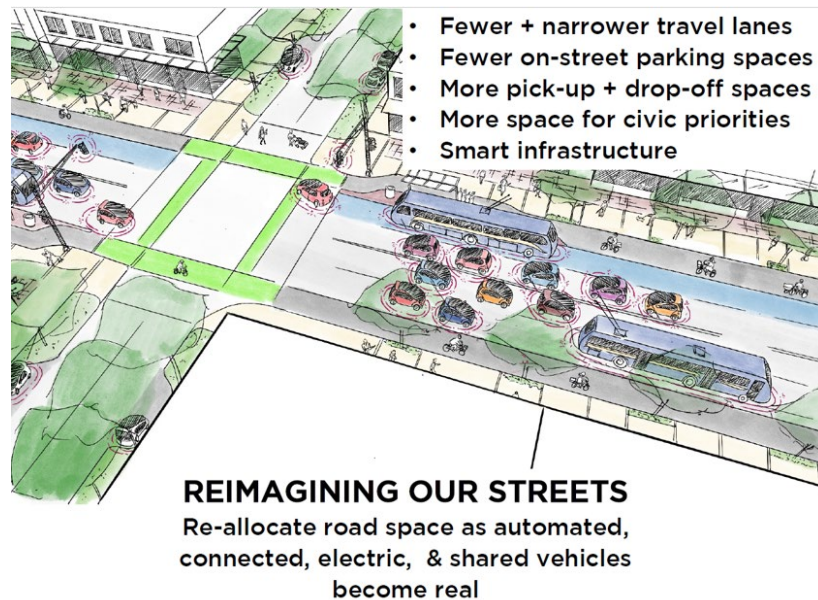 • Fewer + narrower travel lanes
• Fewer on-street parking spaces
• More pick-up + drop-off spaces
• More space for civic priorities
• Smart infrastructure
REIMAGINING OUR STREETS
Re-allocate road space as automated,
connected, electric, & shared vehicles
become real